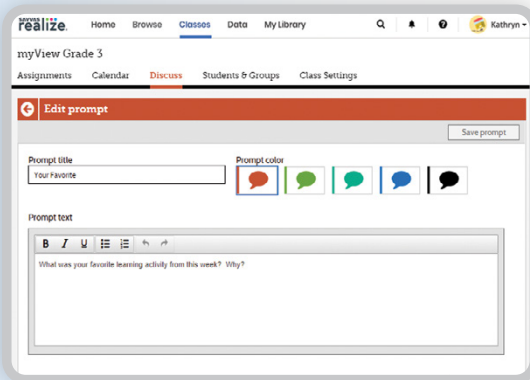 SAVVAS
realize.
Home Browse Classes Data My Library Kathryn
myView Grade 3
Assignments Calendar Discuss Students & Groups Class Settings
Edit prompt
Save prompt
Prompt title Prompt color
Your Favorite
Prompt text
B I U
What was your favorite learning activity from this week? Why?